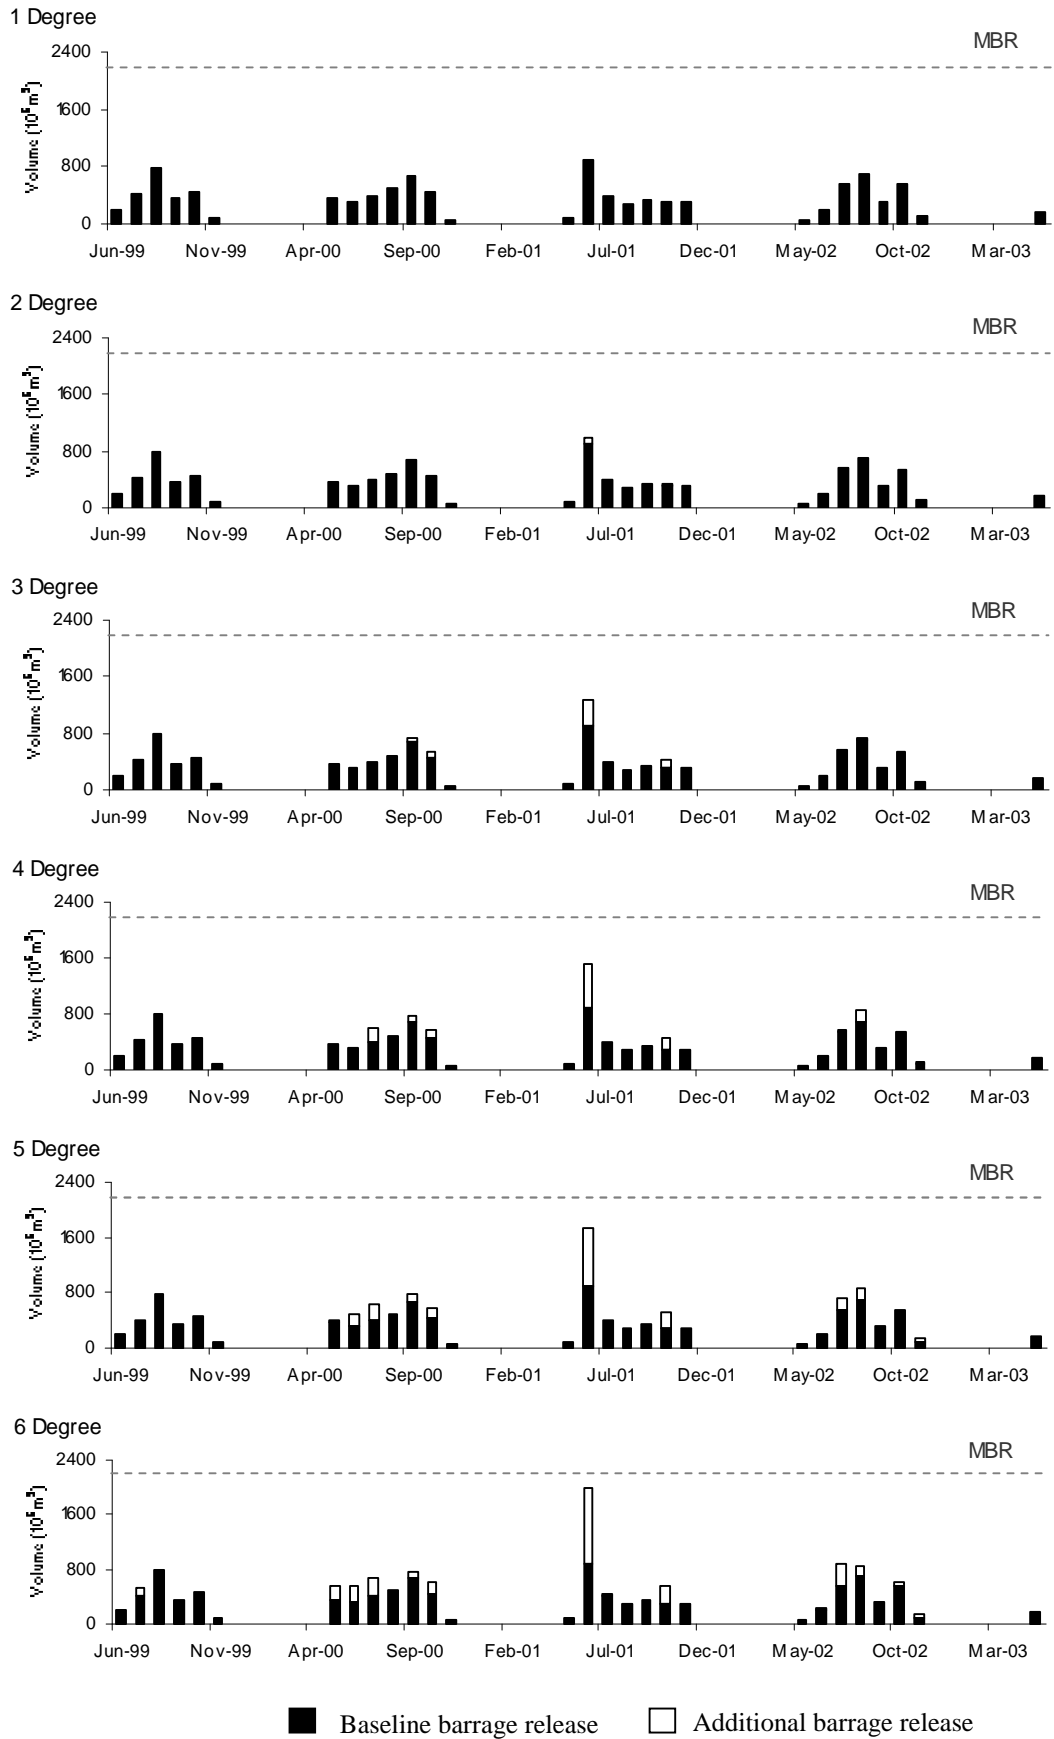 1 Degree
MBR
2400
1600
800
0
Volume (10⁶m³)
Jun-99 Nov-99 Apr-00 Sep-00 Feb-01 Jul-01 Dec-01 May-02 Oct-02 Mar-03
2 Degree
MBR
2400
1600
800
0
Volume (10⁶m³)
Jun-99 Nov-99 Apr-00 Sep-00 Feb-01 Jul-01 Dec-01 May-02 Oct-02 Mar-03
3 Degree
MBR
2400
1600
800
0
Volume (10⁶m³)
Jun-99 Nov-99 Apr-00 Sep-00 Feb-01 Jul-01 Dec-01 May-02 Oct-02 Mar-03
4 Degree
MBR
2400
1600
800
0
Volume (10⁶m³)
Jun-99 Nov-99 Apr-00 Sep-00 Feb-01 Jul-01 Dec-01 May-02 Oct-02 Mar-03
5 Degree
MBR
2400
1600
800
0
Volume (10⁶m³)
Jun-99 Nov-99 Apr-00 Sep-00 Feb-01 Jul-01 Dec-01 May-02 Oct-02 Mar-03
6 Degree
MBR
2400
1600
800
0
Volume (10⁶m³)
Jun-99 Nov-99 Apr-00 Sep-00 Feb-01 Jul-01 Dec-01 May-02 Oct-02 Mar-03
Baseline barrage release Additional barrage release